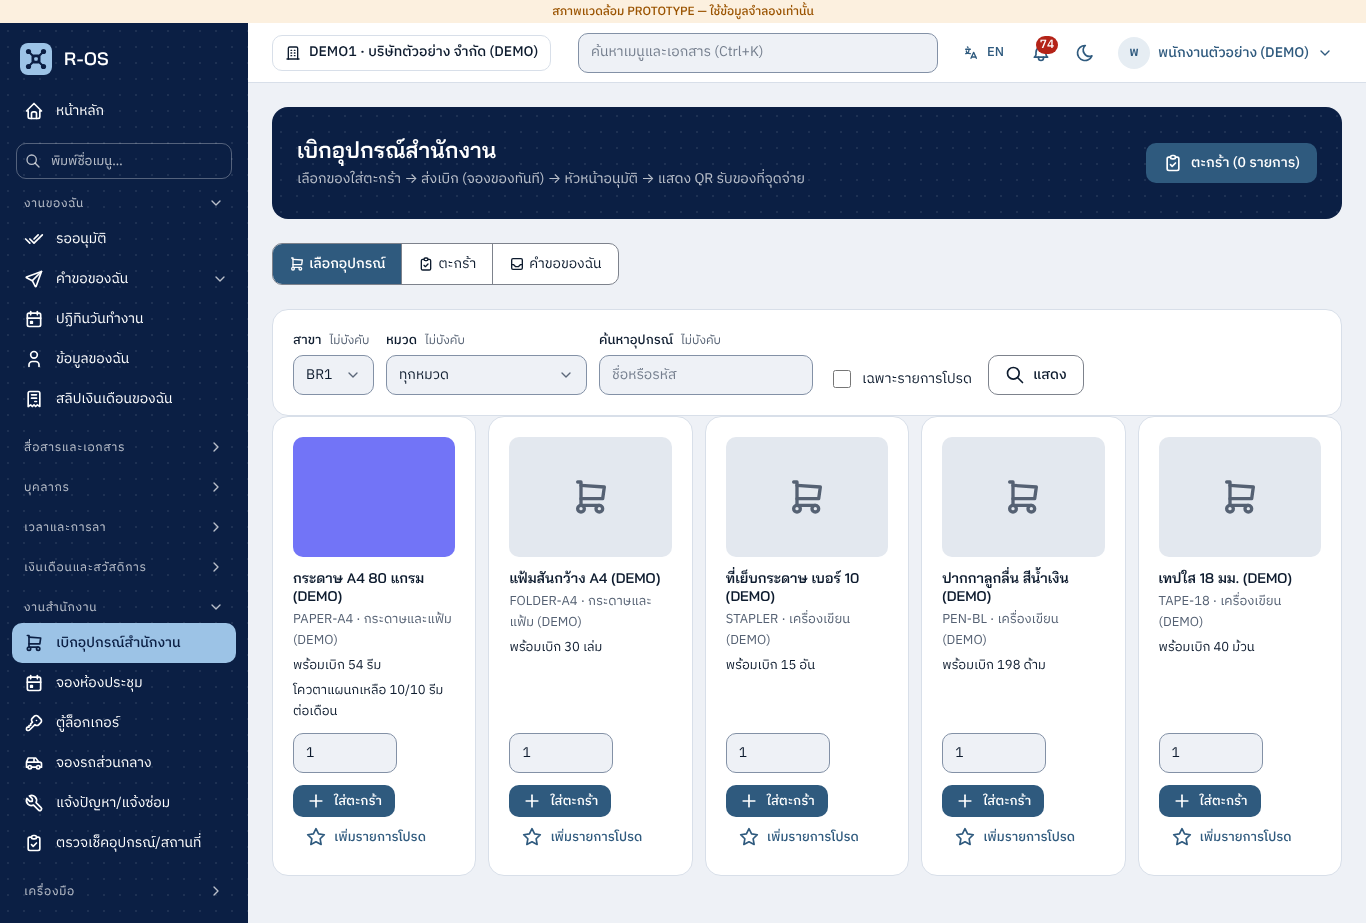 สภาพแวดล้อม PROTOTYPE — ใช้ข้อมูลจำลองเท่านั้น
R-OS
DEMO1 · บริษัทตัวอย่าง จำกัด (DEMO)
ค้นหาเมนูและเอกสาร (Ctrl+K)
EN
74
พ
พนักงานตัวอย่าง (DEMO)
หน้าหลัก
พิมพ์ชื่อเมนู...
งานของฉัน
รออนุมัติ
คำขอของฉัน
ปฏิทินวันทำงาน
ข้อมูลของฉัน
สลิปเงินเดือนของฉัน
สื่อสารและเอกสาร
บุคลากร
เวลาและการลา
เงินเดือนและสวัสดิการ
งานสำนักงาน
เบิกอุปกรณ์สำนักงาน
จองห้องประชุม
ตู้ล็อกเกอร์
จองรถส่วนกลาง
แจ้งปัญหา/แจ้งซ่อม
ตรวจเช็คอุปกรณ์/สถานที่
เครื่องมือ
เบิกอุปกรณ์สำนักงาน
เลือกของใส่ตะกร้า → ส่งเบิก (จองของทันที) → หัวหน้าอนุมัติ → แสดง QR รับของที่จุดจ่าย
ตะกร้า (0 รายการ)
เลือกอุปกรณ์
ตะกร้า
คำขอของฉัน
สาขา ไม่บังคับ
หมวด ไม่บังคับ
ค้นหาอุปกรณ์ ไม่บังคับ
BR1
ทุกหมวด
ชื่อหรือรหัส
เฉพาะรายการโปรด
แสดง
กระดาษ A4 80 แกรม
(DEMO)
PAPER-A4 · กระดาษและแฟ้ม
(DEMO)
พร้อมเบิก 54 รีม
โควตาแผนกเหลือ 10/10 รีม
ต่อเดือน
1
ใส่ตะกร้า
เพิ่มรายการโปรด
แฟ้มสันกว้าง A4 (DEMO)
FOLDER-A4 · กระดาษและ
แฟ้ม (DEMO)
พร้อมเบิก 30 เล่ม
1
ใส่ตะกร้า
เพิ่มรายการโปรด
ที่เย็บกระดาษ เบอร์ 10
(DEMO)
STAPLER · เครื่องเขียน
(DEMO)
พร้อมเบิก 15 อัน
1
ใส่ตะกร้า
เพิ่มรายการโปรด
ปากกาลูกลื่น สีน้ำเงิน
(DEMO)
PEN-BL · เครื่องเขียน
(DEMO)
พร้อมเบิก 198 ด้าม
1
ใส่ตะกร้า
เพิ่มรายการโปรด
เทปใส 18 มม. (DEMO)
TAPE-18 · เครื่องเขียน
(DEMO)
พร้อมเบิก 40 ม้วน
1
ใส่ตะกร้า
เพิ่มรายการโปรด